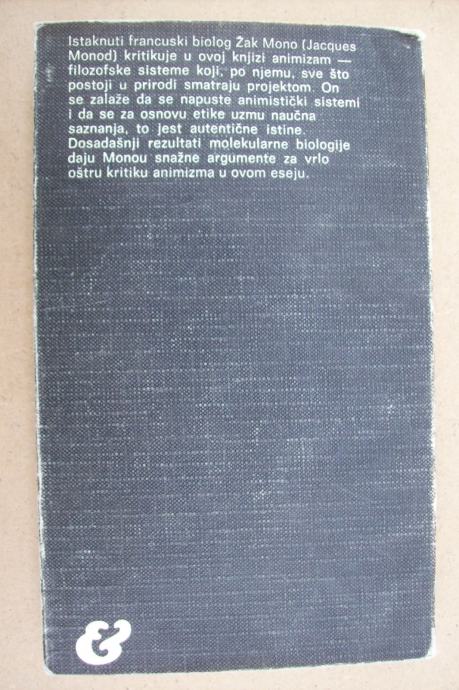 Istaknuti francuski biolog Žak Mono (Jacques
Monod) kritikuje u ovoj knjizi animizam —
filozofske sisteme koji, po njemu, sve što
postoji u prirodi smatraju projektom. On
se zalaže da se napuste animistički sistemi
i da se za osnovu etike uzmu naučna
saznanja, to jest autentične istine.
Dosadašnji rezultati molekularne biologije
daju Monou snažne argumente za vrlo
oštru kritiku animizma u ovom eseju.
&